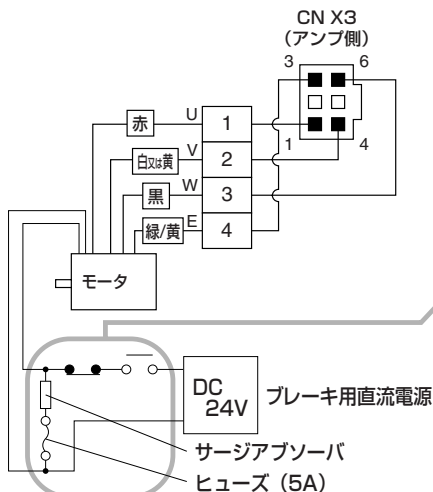 CN X3
(アンプ側)
3 6
1 4
赤 U 1
白又は黄 V 2
黒 W 3
緑/黄 E 4
モータ
DC
24V
ブレーキ用直流電源
サージアブソーバ
ヒューズ(5A)